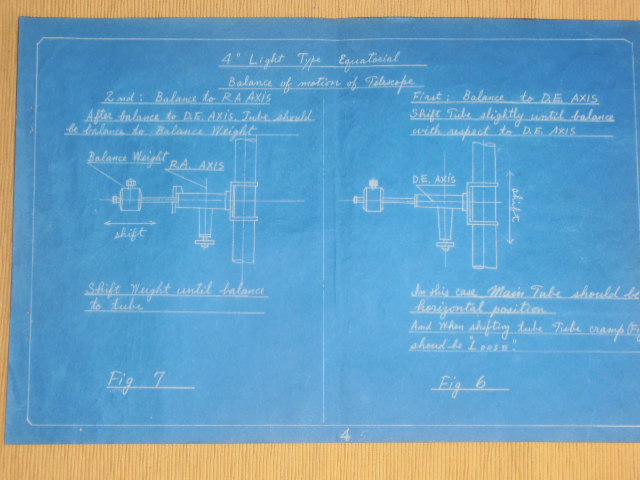 4" Light Type Equatorial
Balance of motion of Telescope
2nd: Balance to R.A AXIS
After balance to D.E. AXIS. Tube should
be balance to Balance Weight
Balance Weight
R.A. AXIS
shift
Shift Weight until balance
to tube
Fig 7
First: Balance to D.E. AXIS
Shift Tube slightly until balance
with respect to D.E. AXIS
D.E. AXIS
shift
In this case Main Tube should be
horizontal position
And When shifting tube Tube cramp (Fig
should be "LOOSE".
Fig 6
4